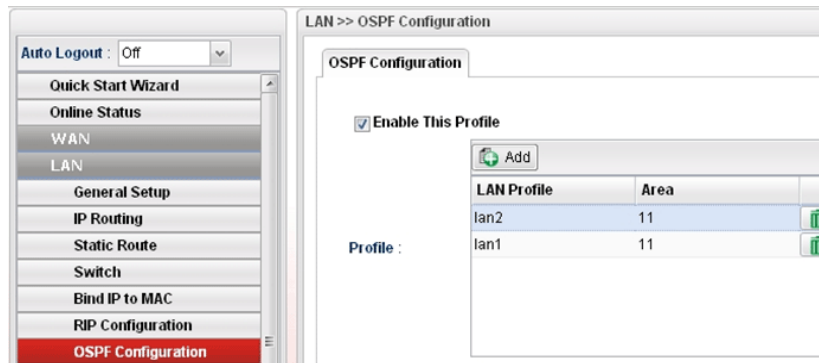 LAN >> OSPF Configuration
Auto Logout : Off
Quick Start Wizard
Online Status
WAN
LAN
General Setup
IP Routing
Static Route
Switch
Bind IP to MAC
RIP Configuration
OSPF Configuration
OSPF Configuration
Enable This Profile
Add
LAN Profile Area
lan2 11
Profile :
lan1 11